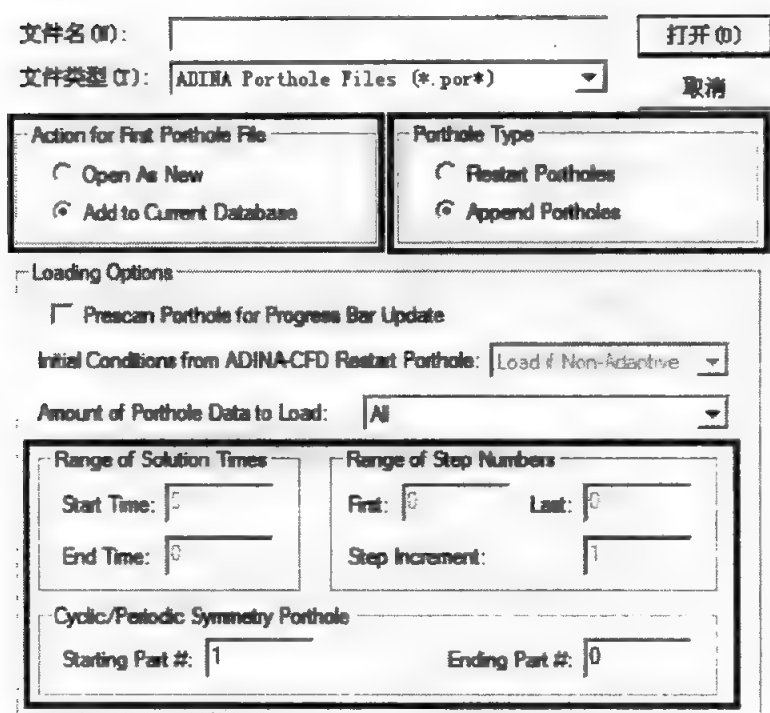 文件名(N):
打开(O)
文件类型(T): ADINA Porthole Files (*.por*)
取消
Action for First Porthole File
Open As New
Add to Current Database
Porthole Type
Restart Portholes
Append Portholes
Loading Options
Prescan Porthole for Progress Bar Update
Initial Conditions from ADINA-CFD Restart Porthole: Load if Non-Adaptive
Amount of Porthole Data to Load: All
Range of Solution Times
Start Time: 0
End Time: 0
Range of Step Numbers
First: 0 Last: 0
Step Increment: 1
Cyclic/Periodic Symmetry Porthole
Starting Part #: 1 Ending Part #: 0